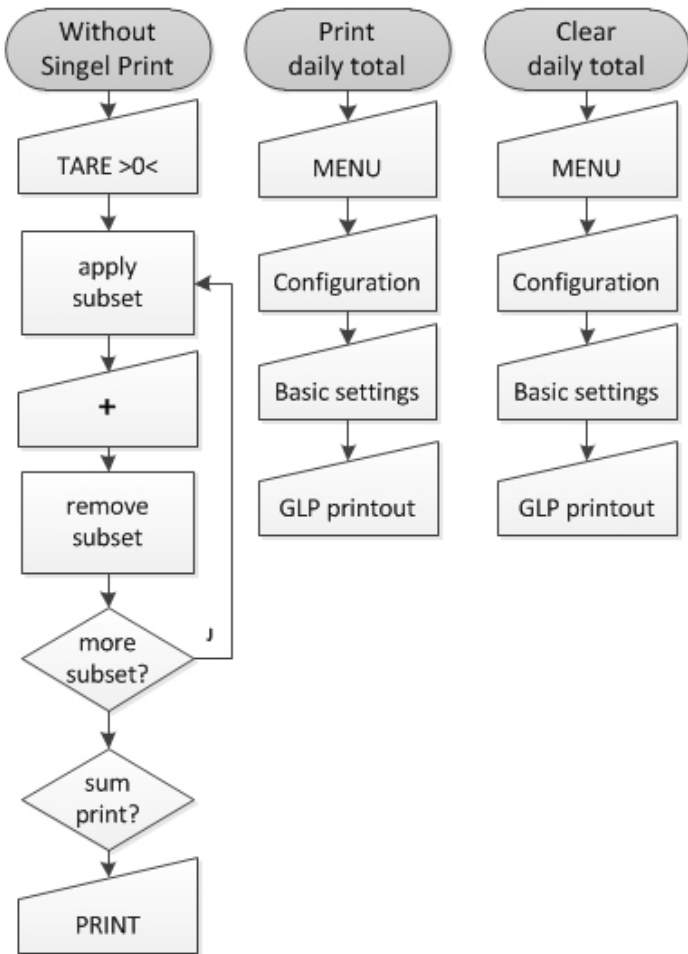 Without
Singel Print
TARE >0<
apply
subset
+
remove
subset
more
subset?
J
sum
print?
PRINT
Print
daily total
MENU
Configuration
Basic settings
GLP printout
Clear
daily total
MENU
Configuration
Basic settings
GLP printout